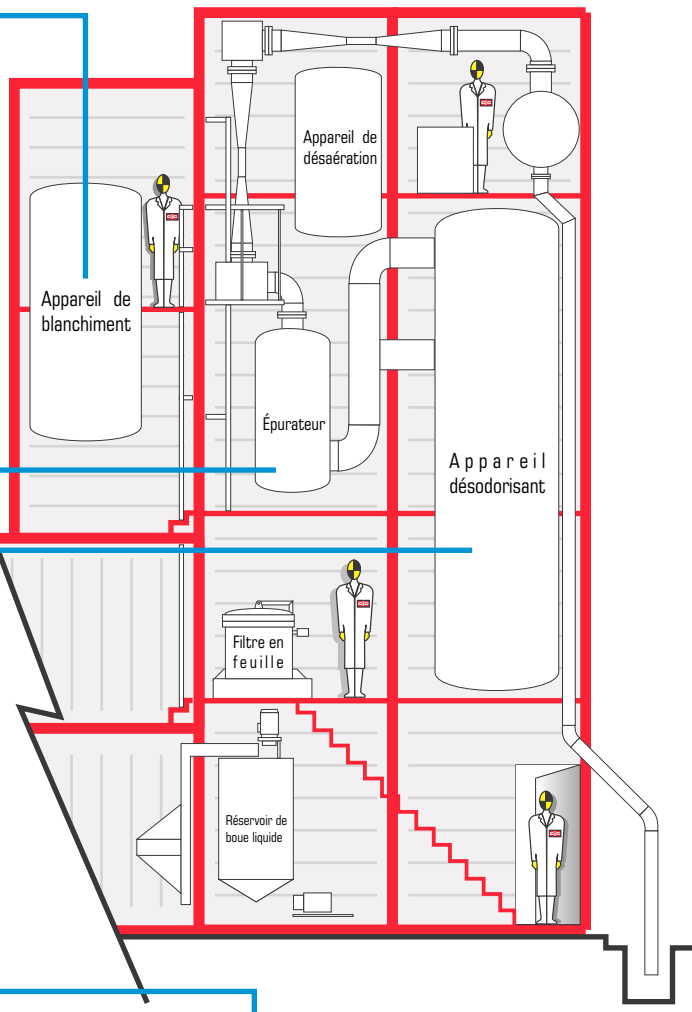 Appareil de
désaération
Appareil de
blanchiment
Épurateur
Appareil
désodorisant
Filtre en
feuille
Réservoir de
boue liquide